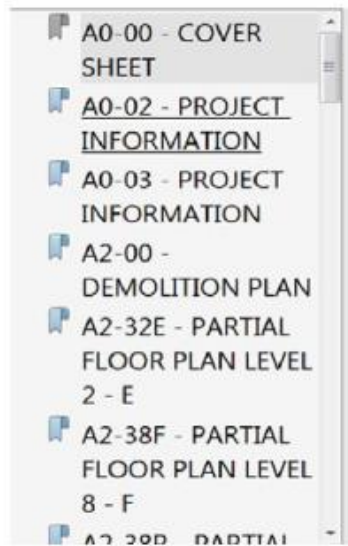 A0-00 - COVER
SHEET
A0-02 - PROJECT
INFORMATION
A0-03 - PROJECT
INFORMATION
A2-00 -
DEMOLITION PLAN
A2-32E - PARTIAL
FLOOR PLAN LEVEL
2 - E
A2-38F - PARTIAL
FLOOR PLAN LEVEL
8 - F
PARTIAL